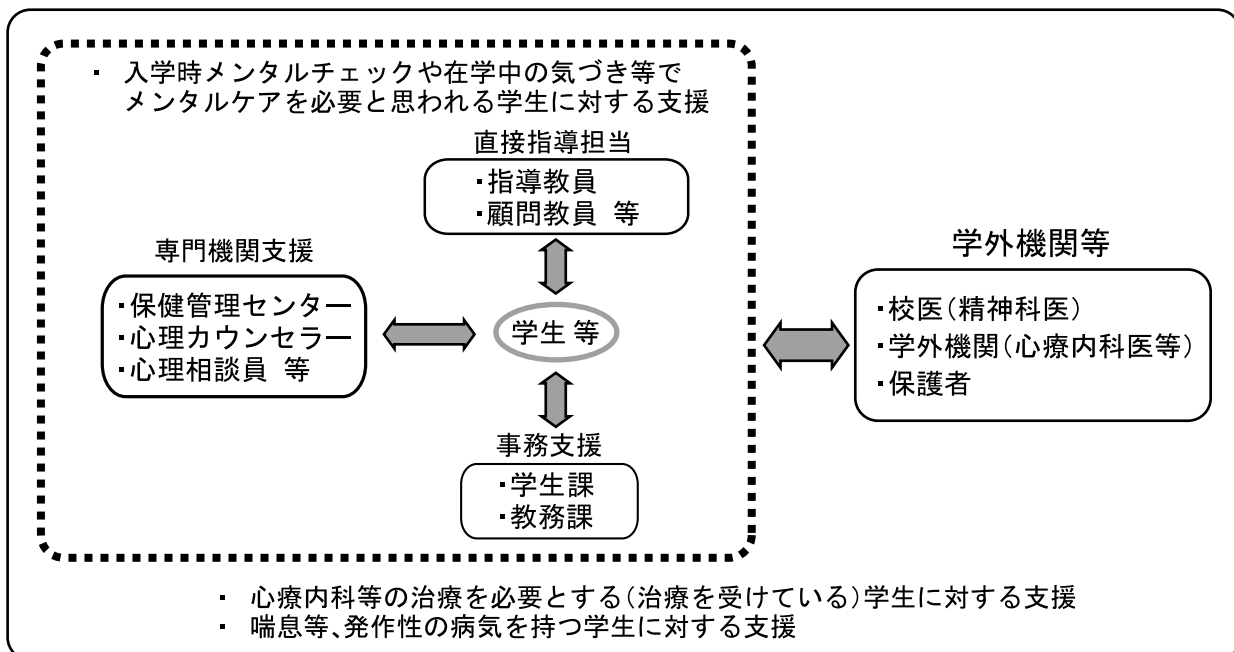 ・ 入学時メンタルチェックや在学中の気づき等で
メンタルケアを必要と思われる学生に対する支援
直接指導担当
・指導教員
・顧問教員 等
専門機関支援
・保健管理センター
・心理カウンセラー
・心理相談員 等
学生 等
学外機関等
・校医(精神科医)
・学外機関(心療内科医等)
・保護者
事務支援
・学生課
・教務課
・ 心療内科等の治療を必要とする(治療を受けている)学生に対する支援
・ 喘息等、発作性の病気を持つ学生に対する支援